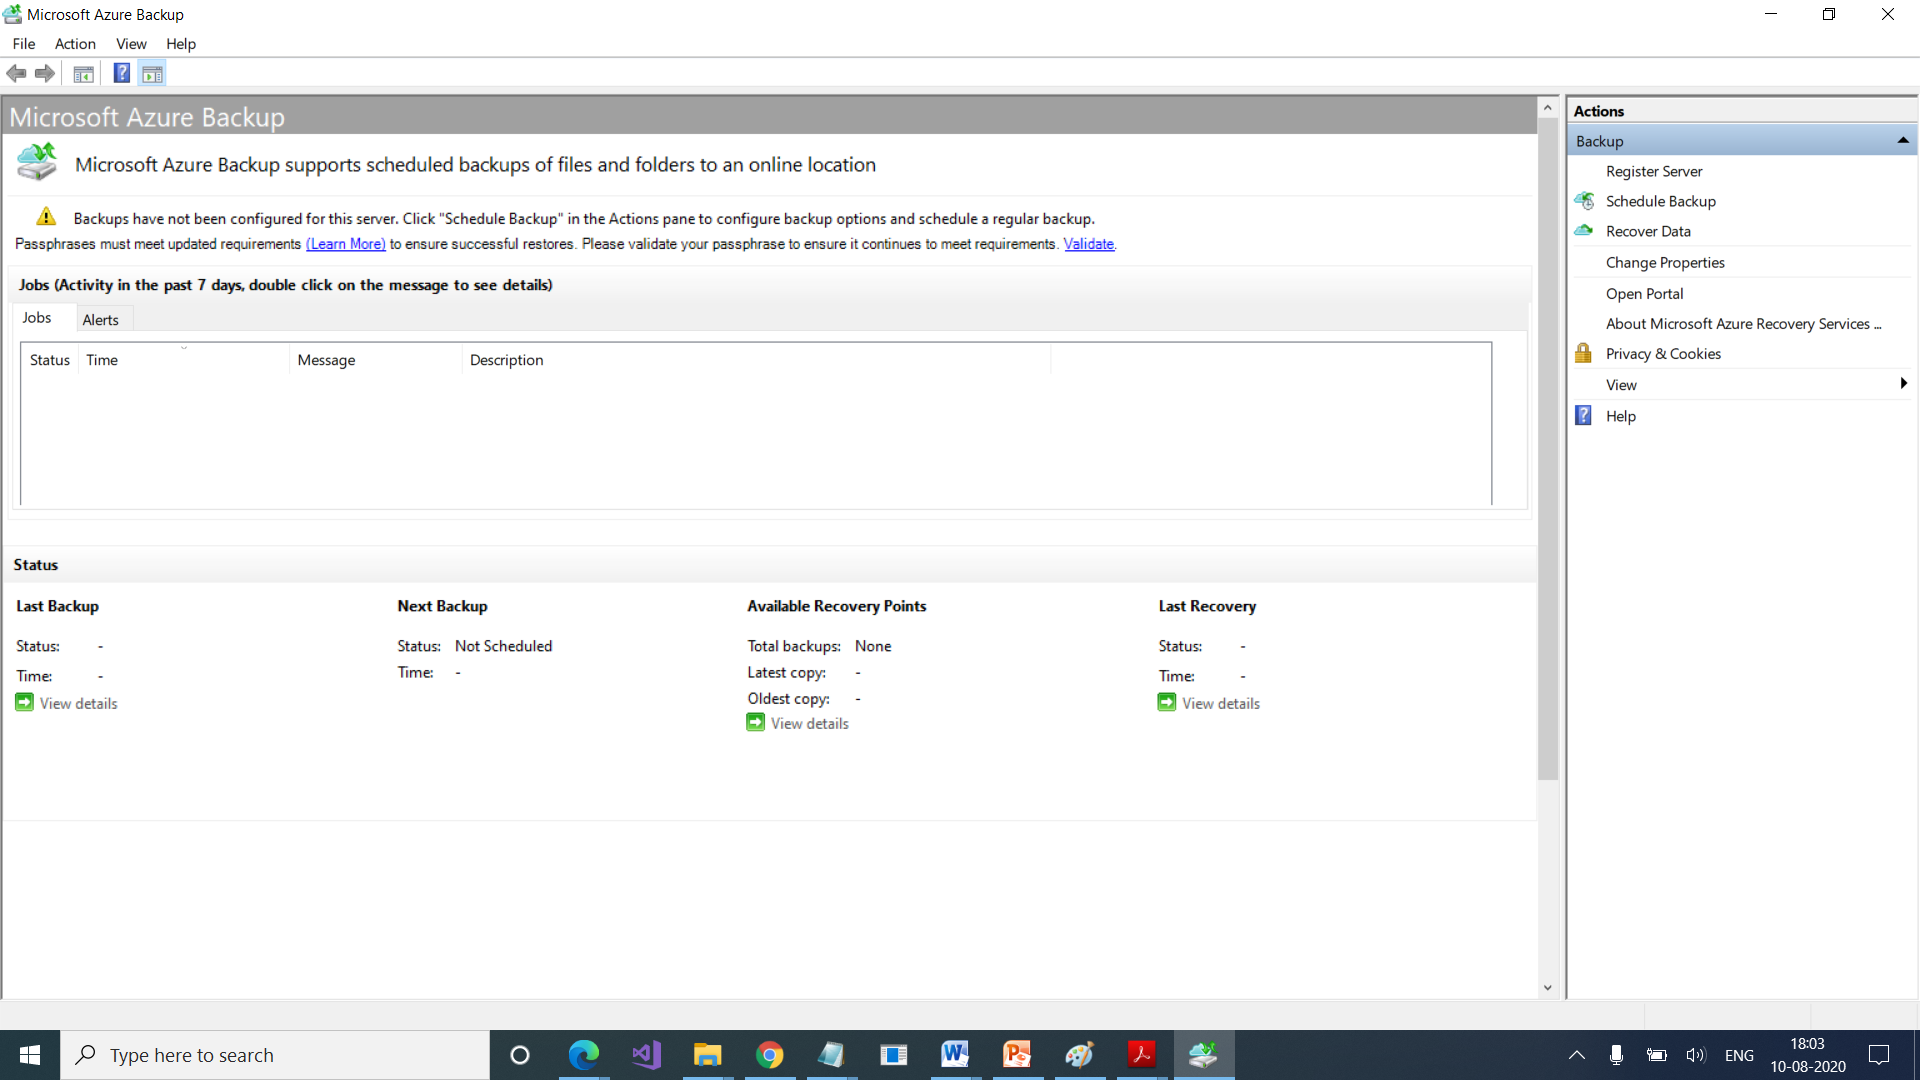 Microsoft Azure Backup
File Action View Help
Microsoft Azure Backup
Microsoft Azure Backup supports scheduled backups of files and folders to an online location
Backups have not been configured for this server. Click "Schedule Backup" in the Actions pane to configure backup options and schedule a regular backup.
Passphrases must meet updated requirements (Learn More) to ensure successful restores. Please validate your passphrase to ensure it continues to meet requirements. Validate.
Jobs (Activity in the past 7 days, double click on the message to see details)
Jobs Alerts
Status Time Message Description
Status
Last Backup
Status: -
Time: -
View details
Next Backup
Status: Not Scheduled
Time: -
Available Recovery Points
Total backups: None
Latest copy: -
Oldest copy: -
View details
Last Recovery
Status: -
Time: -
View details
Actions
Backup
Register Server
Schedule Backup
Recover Data
Change Properties
Open Portal
About Microsoft Azure Recovery Services ...
Privacy & Cookies
View
Help
Type here to search
ENG
18:03
10-08-2020